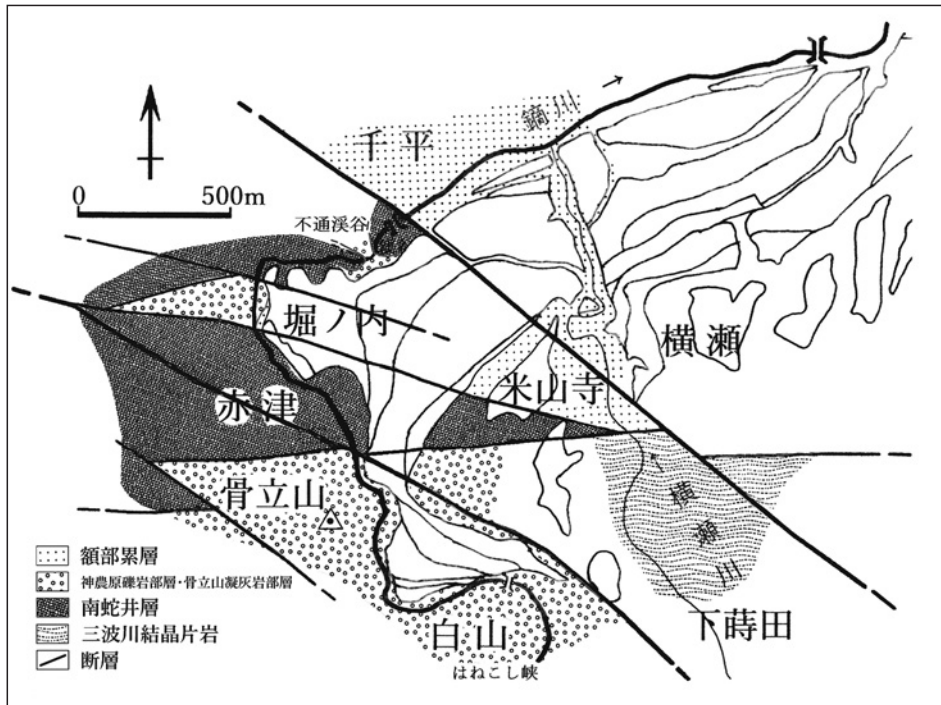 鏑川
千平
0 500m
不通渓谷
堀ノ内
横瀬
米山寺
赤津
骨立山
横瀬川
下蒔田
白山
はねこし峡
額部累層
神農原礫岩部層・骨立山凝灰岩部層
南蛇井層
三波川結晶片岩
断層